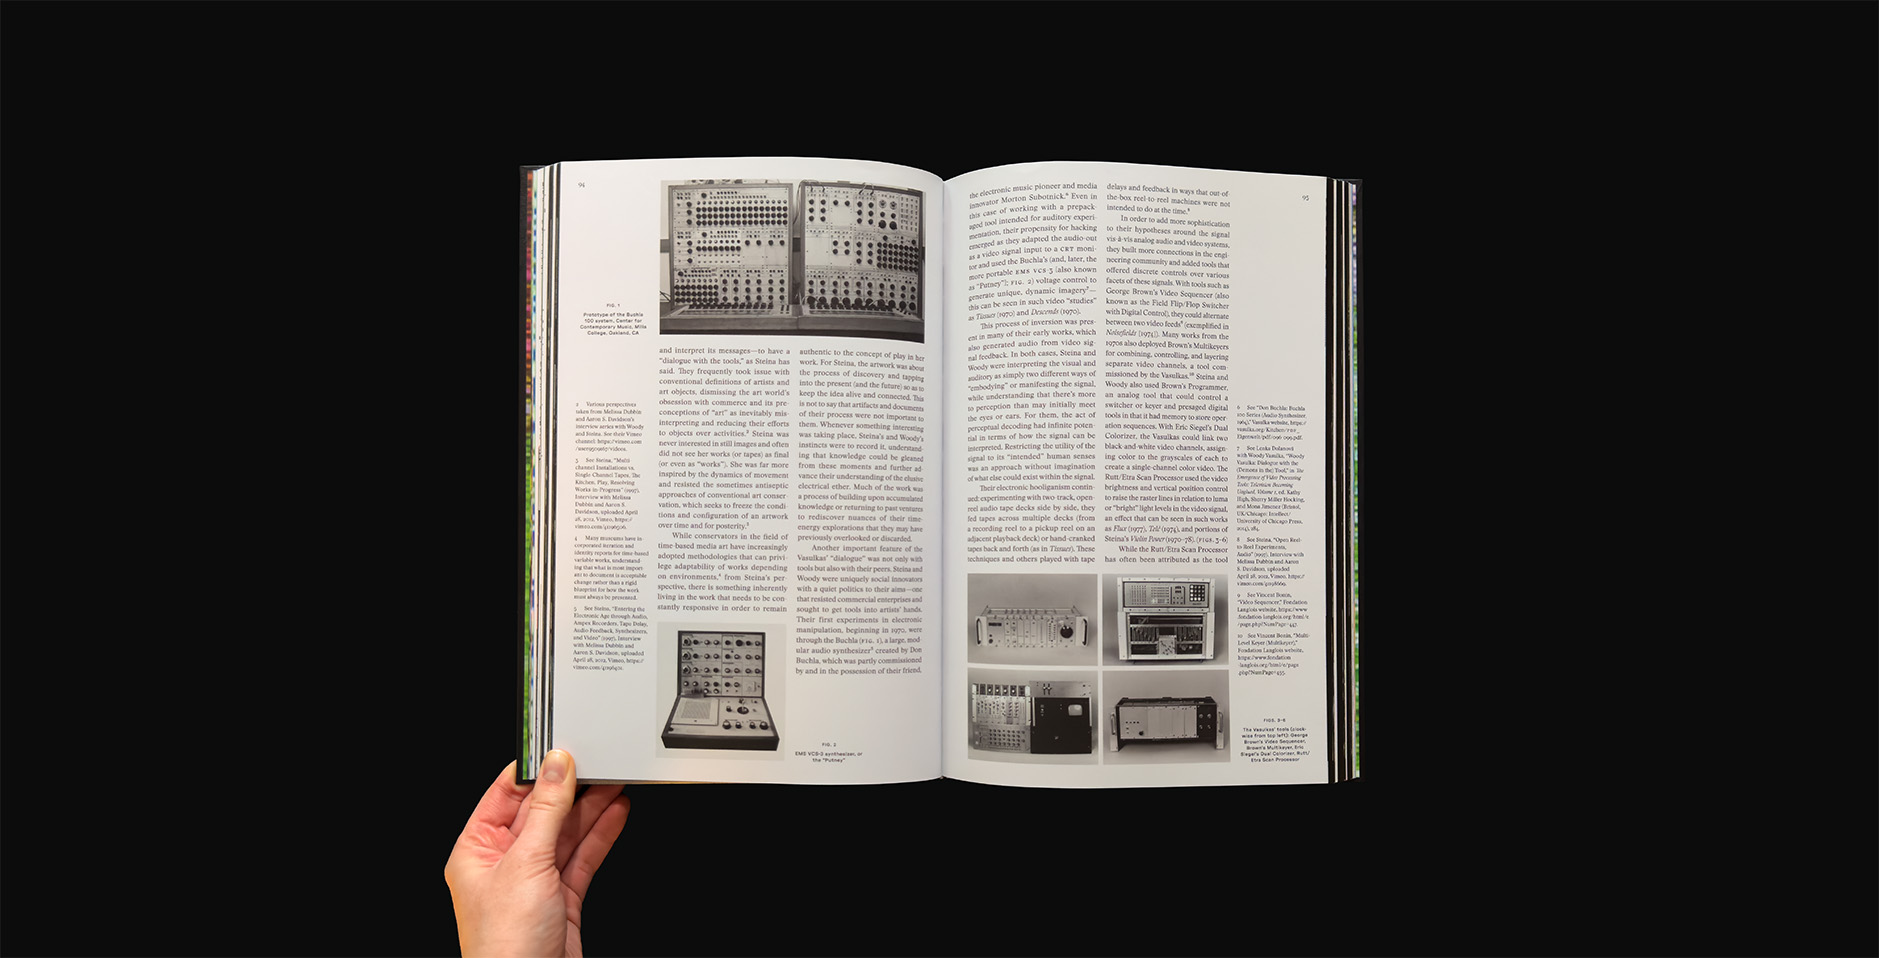 94
FIG. 1
Prototype of the Buchla
100 system, Center for
Contemporary Music, Mills
College, Oakland, CA
and interpret its messages—to have a
“dialogue with the tools,” as Steina has
said. They frequently took issue with
conventional definitions of artists and
art objects, dismissing the art world’s
obsession with commerce and its pre-
conceptions of “art” as inevitably mis-
interpreting and reducing their efforts
to objects over activities.² Steina was
never interested in still images and often
did not see her works (or tapes) as final
(or even as “works”). She was far more
inspired by the dynamics of movement
and resisted the sometimes antiseptic
approaches of conventional art conser-
vation, which seeks to freeze the condi-
tions and configuration of an artwork
over time and for posterity.³
While conservators in the field of
time-based media art have increasingly
adopted methodologies that can privi-
lege adaptability of works depending
on environments,⁴ from Steina’s per-
spective, there is something inherently
living in the work that needs to be con-
stantly responsive in order to remain
authentic to the concept of play in her
work. For Steina, the artwork was about
the process of discovery and tapping
into the present (and the future) so as to
keep the idea alive and connected. This
is not to say that artifacts and documents
of their process were not important to
them. Whenever something interesting
was taking place, Steina’s and Woody’s
instincts were to record it, understand-
ing that knowledge could be gleaned
from these moments and further ad-
vance their understanding of the elusive
electrical ether. Much of the work was
a process of building upon accumulated
knowledge or returning to past ventures
to rediscover nuances of their time-
energy explorations that they may have
previously overlooked or discarded.
Another important feature of the
Vasulkas’ “dialogue” was not only with
tools but also with their peers. Steina and
Woody were uniquely social innovators
with a quiet politics to their aims—one
that resisted commercial enterprises and
sought to get tools into artists’ hands.
Their first experiments in electronic
manipulation, beginning in 1970, were
through the Buchla (FIG. 1), a large, mod-
ular audio synthesizer⁵ created by Don
Buchla, which was partly commissioned
by and in the possession of their friend,
2 Various perspectives
taken from Melissa Dubbin
and Aaron S. Davidson’s
interview series with Woody
and Steina. See their Vimeo
channel: https://vimeo.com
3 See Steina, “Multi
channel Installations vs.
Single-Channel Tapes, The
Kitchen, Play, Resolving
Works-in-Progress” (1997),
Interview with Melissa
Dubbin and Aaron S.
Davidson, uploaded April
28, 2012, Vimeo, https://
4 Many museums have in-
corporated iteration and
identity reports for time-based
variable works, understand-
ing that what is most import-
ant to document is acceptable
change rather than a rigid
blueprint for how the work
must always be presented.
5 See Steina, “Entering the
Electronic Age through Audio,
Ampex Recorders, Tape Delay,
Audio Feedback, Synthesizers,
and Video” (1997), Interview
with Melissa Dubbin and
Aaron S. Davidson, uploaded
April 28, 2012, Vimeo, https://
FIG. 2
EMS VCS-3 synthesizer, or
the “Putney”
95
the electronic music pioneer and media
innovator Morton Subotnick.⁶ Even in
this case of working with a prepack-
aged tool intended for auditory experi-
mentation, their propensity for hacking
emerged as they adapted the audio-out
as a video signal input to a CRT moni-
tor and used the Buchla’s (and, later, the
more portable EMS VCS-3 (also known
as “Putney”]; FIG. 2) voltage control to
generate unique, dynamic imagery⁷—
this can be seen in such video “studies”
as Tissues (1970) and Descends (1970).
This process of inversion was pres-
ent in many of their early works, which
also generated audio from video sig-
nal feedback. In both cases, Steina and
Woody were interpreting the visual and
auditory as simply two different ways of
“embodying” or manifesting the signal,
while understanding that there’s more
to perception than may initially meet
the eyes or ears. For them, the act of
perceptual decoding had infinite poten-
tial in terms of how the signal can be
interpreted. Restricting the utility of the
signal to its “intended” human senses
was an approach without imagination
of what else could exist within the signal.
Their electronic hooliganism contin-
ued: experimenting with two-track, open-
reel audio tape decks side by side, they
fed tapes across multiple decks (from
a recording reel to a pickup reel on an
adjacent playback deck) or hand-cranked
tapes back and forth (as in Tissues). These
techniques and others played with tape
delays and feedback in ways that out-of-
the-box reel-to-reel machines were not
intended to do at the time.⁸
In order to add more sophistication
to their hypotheses around the signal
vis-à-vis analog audio and video systems,
they built more connections in the engi-
neering community and added tools that
offered discrete controls over various
facets of these signals. With tools such as
George Brown’s Video Sequencer (also
known as the Field Flip/Flop Switcher
with Digital Control), they could alternate
between two video feeds⁹ (exemplified in
Noisefields [1974]). Many works from the
1970s also deployed Brown’s Multikeyers
for combining, controlling, and layering
separate video channels, a tool com-
missioned by the Vasulkas.¹⁰ Steina and
Woody also used Brown’s Programmer,
an analog tool that could control a
switcher or keyer and presaged digital
tools in that it had memory to store oper-
ation sequences. With Eric Siegel’s Dual
Colorizer, the Vasulkas could link two
black-and-white video channels, assign-
ing color to the grayscales of each to
create a single-channel color video. The
Rutt/Etra Scan Processor used the video
brightness and vertical position control
to raise the raster lines in relation to luma
or “bright” light levels in the video signal,
an effect that can be seen in such works
as Flux (1977), Telč (1974), and portions of
Steina’s Violin Power (1970–78). (FIGS. 3–6)
While the Rutt/Etra Scan Processor
has often been attributed as the tool
6 See “Don Buchla: Buchla
100 Series (Audio Synthesizer,
1964),” Vasulka website, https://
7 See Lenka Dolanová
with Woody Vasulka, “Woody
Vasulka: Dialogue with the
(Demons in the) Tool,” in The
Emergence of Video Processing
Tools: Television Becoming
Unglued, Volume 1, ed. Kathy
High, Sherry Miller Hocking,
and Mona Jimenez (Bristol,
UK/Chicago: Intellect/
University of Chicago Press,
8 See Steina, “Open Reel-
to-Reel Experiments,
Audio” (1997), Interview with
Melissa Dubbin and Aaron
S. Davidson, uploaded
April 28, 2012, Vimeo, https://
9 See Vincent Bonin,
“Video Sequencer,” Fondation
Langlois website, https://www
.fondation-langlois.org/html/e
/page.php?NumPage=447.
10 See Vincent Bonin, “Multi-
Level Keyer (Multikeyer),”
Fondation Langlois website,
https://www.fondation
-langlois.org/html/e/page
.php?NumPage=455.
FIGS. 3–6
The Vasulkas’ tools (clock-
wise from top left): George
Brown’s Video Sequencer,
Brown’s Multikeyer, Eric
Siegel’s Dual Colorizer, Rutt/
Etra Scan Processor